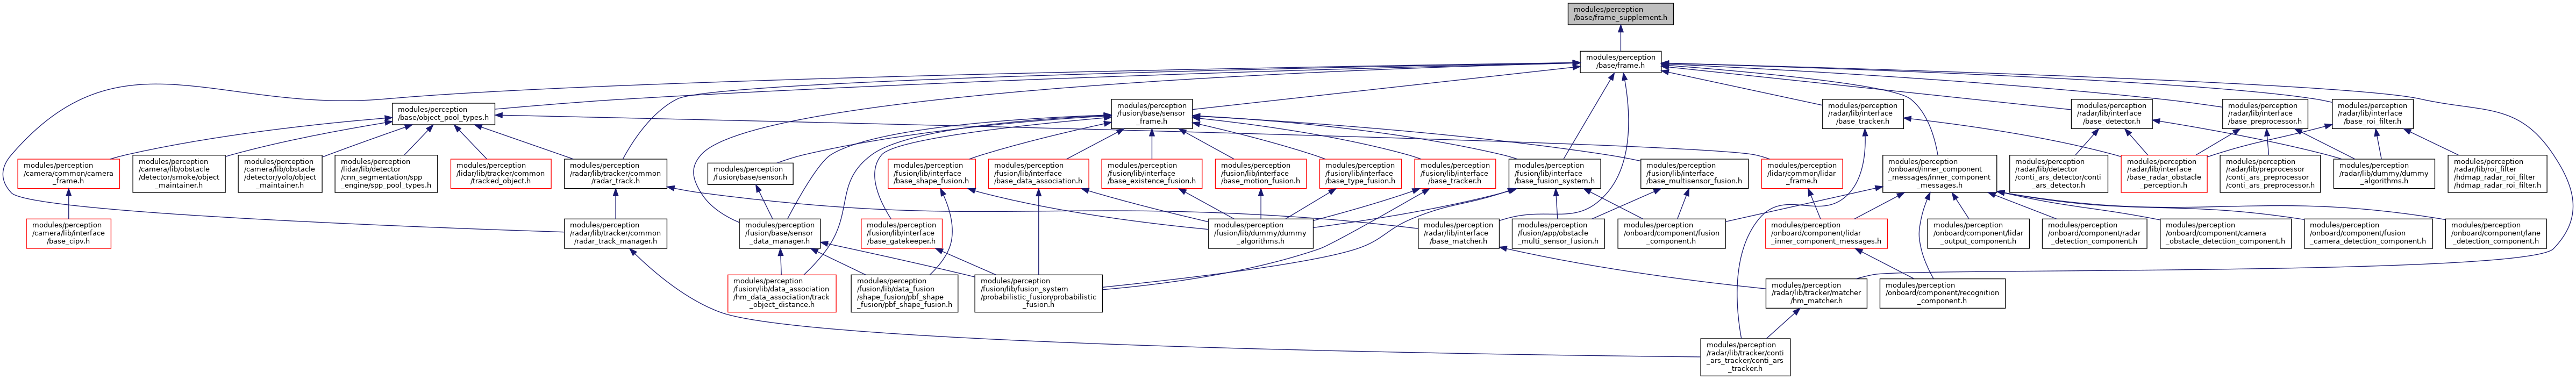 modules/perception
/base/frame_supplement.h
modules/perception
/base/frame.h
modules/perception
/base/object_pool_types.h
modules/perception
/fusion/base/sensor
_frame.h
modules/perception
/radar/lib/interface
/base_tracker.h
modules/perception
/radar/lib/interface
/base_detector.h
modules/perception
/radar/lib/interface
/base_preprocessor.h
modules/perception
/radar/lib/interface
/base_roi_filter.h
modules/perception
/camera/common/camera
_frame.h
modules/perception
/camera/lib/obstacle
/detector/smoke/object
_maintainer.h
modules/perception
/camera/lib/obstacle
/detector/yolo/object
_maintainer.h
modules/perception
/lidar/lib/detector
/cnn_segmentation/spp
_engine/spp_pool_types.h
modules/perception
/lidar/lib/tracker/common
/tracked_object.h
modules/perception
/radar/lib/tracker/common
/radar_track.h
modules/perception
/fusion/base/sensor.h
modules/perception
/fusion/lib/interface
/base_shape_fusion.h
modules/perception
/fusion/lib/interface
/base_data_association.h
modules/perception
/fusion/lib/interface
/base_existence_fusion.h
modules/perception
/fusion/lib/interface
/base_motion_fusion.h
modules/perception
/fusion/lib/interface
/base_type_fusion.h
modules/perception
/fusion/lib/interface
/base_tracker.h
modules/perception
/fusion/lib/interface
/base_fusion_system.h
modules/perception
/fusion/lib/interface
/base_multisensor_fusion.h
modules/perception
/lidar/common/lidar
_frame.h
modules/perception
/onboard/inner_component
_messages/inner_component
_messages.h
modules/perception
/radar/lib/detector
/conti_ars_detector/conti
_ars_detector.h
modules/perception
/radar/lib/interface
/base_radar_obstacle
_perception.h
modules/perception
/radar/lib/preprocessor
/conti_ars_preprocessor
/conti_ars_preprocessor.h
modules/perception
/radar/lib/dummy/dummy
_algorithms.h
modules/perception
/radar/lib/roi_filter
/hdmap_radar_roi_filter
/hdmap_radar_roi_filter.h
modules/perception
/camera/lib/interface
/base_cipv.h
modules/perception
/radar/lib/tracker/common
/radar_track_manager.h
modules/perception
/fusion/base/sensor
_data_manager.h
modules/perception
/fusion/lib/interface
/base_gatekeeper.h
modules/perception
/fusion/lib/dummy/dummy
_algorithms.h
modules/perception
/radar/lib/interface
/base_matcher.h
modules/perception
/fusion/app/obstacle
_multi_sensor_fusion.h
modules/perception
/onboard/component/fusion
_component.h
modules/perception
/onboard/component/lidar
_inner_component_messages.h
modules/perception
/onboard/component/lidar
_output_component.h
modules/perception
/onboard/component/radar
_detection_component.h
modules/perception
/onboard/component/camera
_obstacle_detection_component.h
modules/perception
/onboard/component/fusion
_camera_detection_component.h
modules/perception
/onboard/component/lane
_detection_component.h
modules/perception
/fusion/lib/data_association
/hm_data_association/track
_object_distance.h
modules/perception
/fusion/lib/data_fusion
/shape_fusion/pbf_shape
_fusion/pbf_shape_fusion.h
modules/perception
/fusion/lib/fusion_system
/probabilistic_fusion/probabilistic
_fusion.h
modules/perception
/radar/lib/tracker/matcher
/hm_matcher.h
modules/perception
/onboard/component/recognition
_component.h
modules/perception
/radar/lib/tracker/conti
_ars_tracker/conti_ars
_tracker.h